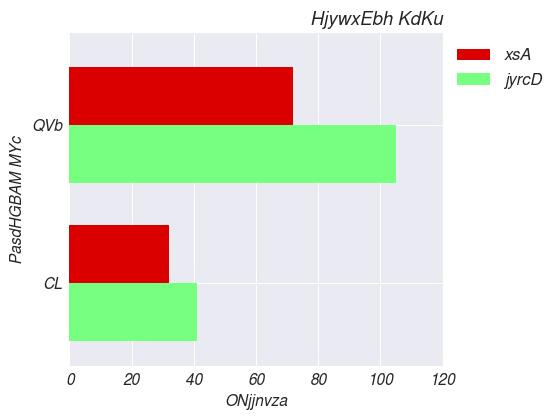 HjywxEbh KdKu
xsA
jyrcD
PasdHGBAM MYc
QVb
CL
0 20 40 60 80 100 120
ONjjnvza